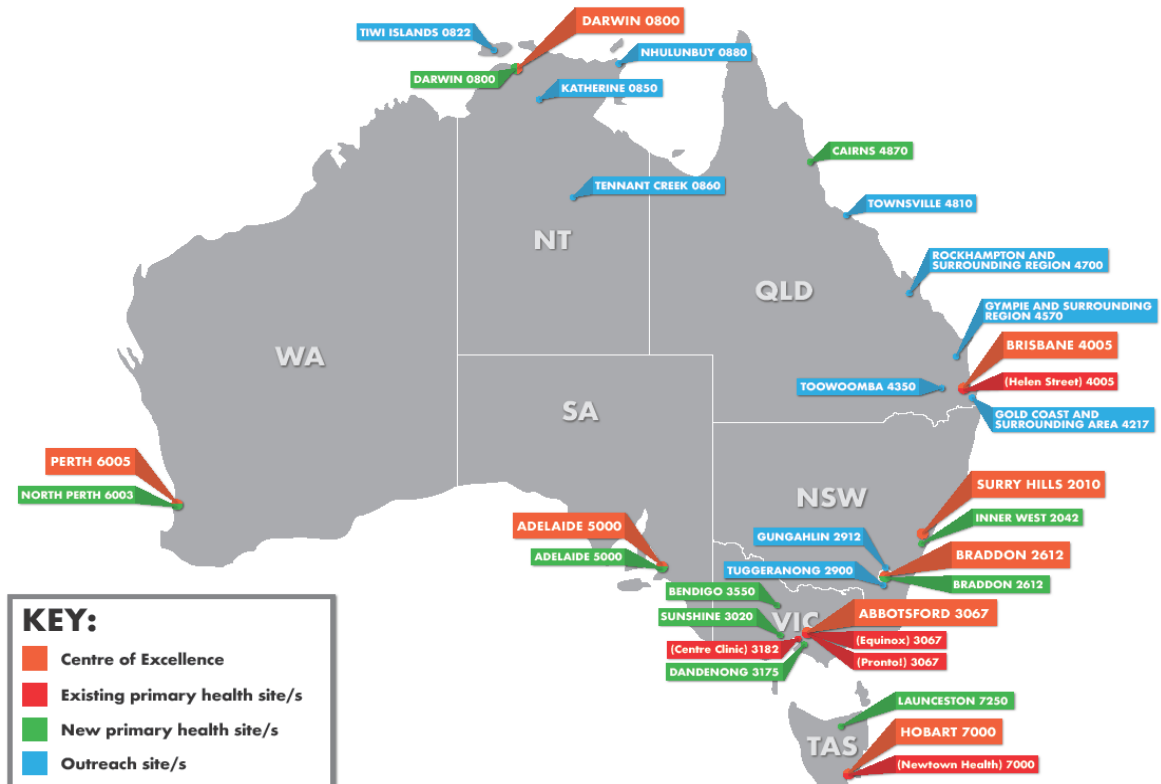 DARWIN 0800
TIWI ISLANDS 0822
NHULUNBUY 0880
DARWIN 0800
KATHERINE 0850
CAIRNS 4870
TENNANT CREEK 0860
TOWNSVILLE 4810
NT
ROCKHAMPTON AND
SURROUNDING REGION 4700
QLD
GYMPIE AND SURROUNDING
REGION 4570
BRISBANE 4005
WA
(Helen Street) 4005
TOOWOOMBA 4350
SA
GOLD COAST AND
SURROUNDING AREA 4217
PERTH 6005
NORTH PERTH 6003
SURRY HILLS 2010
NSW
INNER WEST 2042
ADELAIDE 5000
GUNGAHLIN 2912
ADELAIDE 5000
BRADDON 2612
TUGGERANONG 2900
BRADDON 2612
BENDIGO 3550
SUNSHINE 3020
VIC
ABBOTSFORD 3067
(Equinox) 3067
(Centre Clinic) 3182
(Pronto!) 3067
DANDENONG 3175
LAUNCESTON 7250
HOBART 7000
TAS
(Newtown Health) 7000
KEY:
Centre of Excellence
Existing primary health site/s
New primary health site/s
Outreach site/s